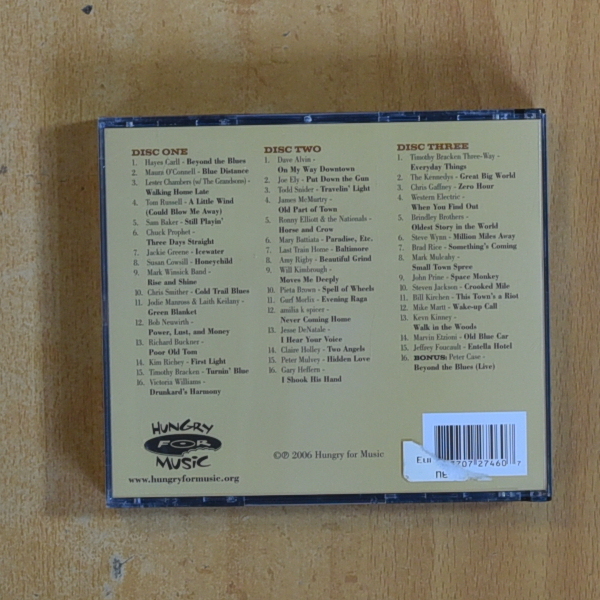 DISC ONE
1. Hayes Carll - Beyond the Blues
2. Maura O'Connell - Blue Distance
3. Lester Chambers (w/ The Grandsons) -
Walking Home Late
4. Tom Russell - A Little Wind
(Could Blow Me Away)
5. Sam Baker - Still Playin'
6. Chuck Prophet -
Three Days Straight
7. Jackie Greene - Icewater
8. Susan Cowsill - Honeychild
9. Mark Winsick Band -
Rise and Shine
10. Chris Smither - Cold Trail Blues
11. Jodie Manross & Laith Keilany -
Green Blanket
12. Bob Neuwirth -
Power, Lust, and Money
13. Richard Buckner -
Poor Old Tom
14. Kim Richey - First Light
15. Timothy Bracken - Turnin' Blue
16. Victoria Williams -
Drunkard's Harmony
DISC TWO
1. Dave Alvin -
On My Way Downtown
2. Joe Ely - Put Down the Gun
3. Todd Snider - Travelin' Light
4. James McMurtry -
Old Part of Town
5. Ronny Elliott & the Nationals -
Horse and Crow
6. Mary Battiata - Paradise, Etc.
7. Last Train Home - Baltimore
8. Amy Rigby - Beautiful Grind
9. Will Kimbrough -
Moves Me Deeply
10. Pieta Brown - Spell of Wheels
11. Gurf Morlix - Evening Raga
12. amilia k spicer -
Never Coming Home
13. Jesse DeNatale -
I Hear Your Voice
14. Claire Holley - Two Angels
15. Peter Mulvey - Hidden Love
16. Gary Heffern -
I Shook His Hand
DISC THREE
1. Timothy Bracken Three-Way -
Everyday Things
2. The Kennedys - Great Big World
3. Chris Gaffney - Zero Hour
4. Western Electric -
When You Find Out
5. Brindley Brothers -
Oldest Story in the World
6. Steve Wynn - Million Miles Away
7. Brad Rice - Something's Coming
8. Mark Mulcahy -
Small Town Spree
9. John Prine - Space Monkey
10. Steven Jackson - Crooked Mile
11. Bill Kirchen - This Town's a Riot
12. Mike Martt - Wake-up Call
13. Kevn Kinney -
Walk in the Woods
14. Marvin Etzioni - Old Blue Car
15. Jeffrey Foucault - Entella Hotel
16. BONUS: Peter Case -
Beyond the Blues (Live)
HUNGRY
FOR
MUSIC
www.hungryformusic.org
©℗ 2006 Hungry for Music
7707 27460 7